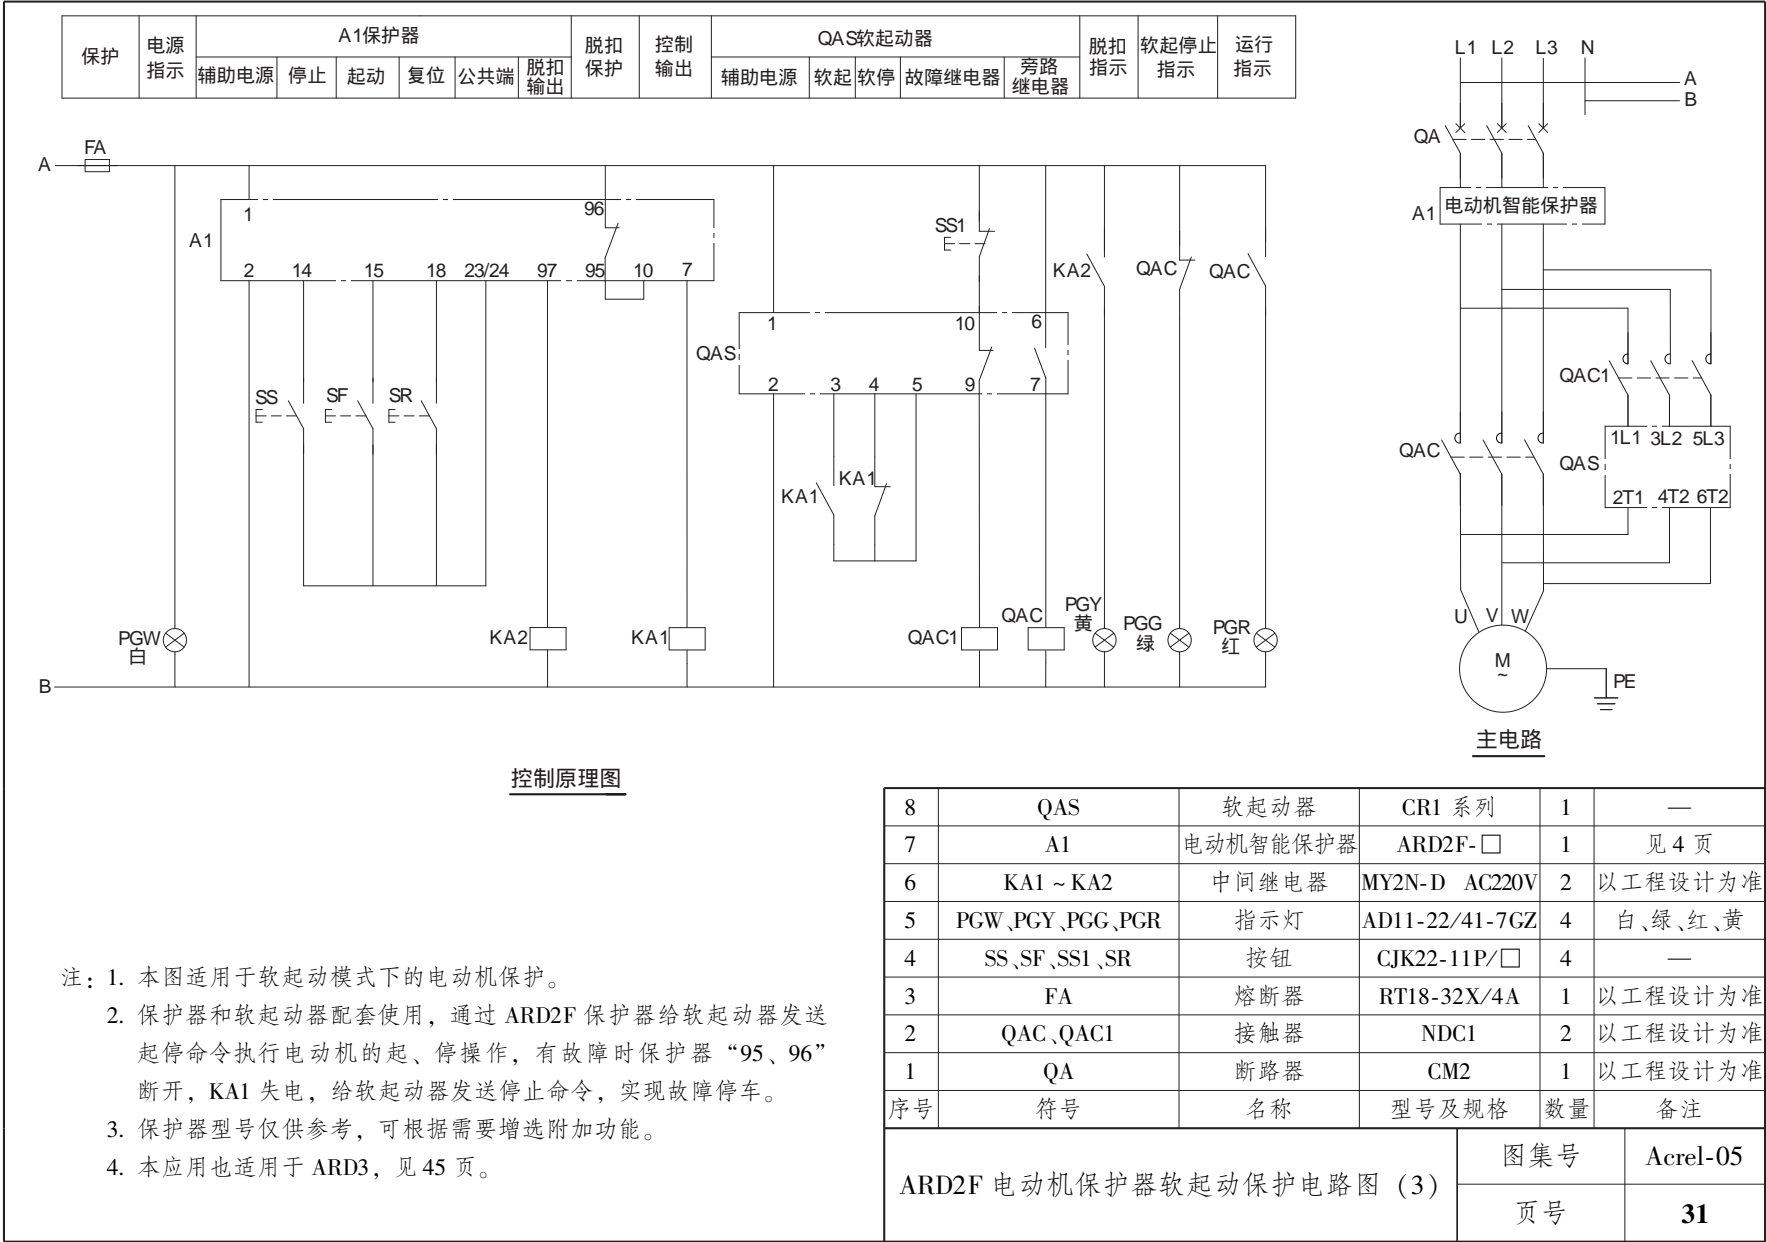 保护
电源
指示
A1保护器
辅助电源 停止 起动 复位 公共端 脱扣
输出
脱扣
保护
控制
输出
QAS软起动器
辅助电源 软起 软停 故障继电器 旁路
继电器
脱扣
指示
软起停止
指示
运行
指示
A
FA
1
96
A1
2 14 15 18 23/24 97 95 10 7
SS1
KA2
QAC
QAC
1 10 6
QAS
2 3 4 5 9 7
SS
SF
SR
KA1
KA1
PGW
白
KA2
KA1
QAC1
QAC
PGY
黄
PGG
绿
PGR
红
B
控制原理图
L1 L2 L3 N
A
B
QA
A1
电动机智能保护器
QAC1
QAC
1L1 3L2 5L3
QAS
2T1 4T2 6T2
U V W
M
~
PE
主电路
8 QAS 软起动器 CR1 系列 1 —
7 A1 电动机智能保护器 ARD2F-□ 1 见 4 页
6 KA1 ~ KA2 中间继电器 MY2N-D AC220V 2 以工程设计为准
5 PGW、PGY、PGG、PGR 指示灯 AD11-22/41-7GZ 4 白、绿、红、黄
4 SS、SF、SS1、SR 按钮 CJK22-11P/□ 4 —
3 FA 熔断器 RT18-32X/4A 1 以工程设计为准
2 QAC、QAC1 接触器 NDC1 2 以工程设计为准
1 QA 断路器 CM2 1 以工程设计为准
序号 符号 名称 型号及规格 数量 备注
注：1. 本图适用于软起动模式下的电动机保护。
2. 保护器和软起动器配套使用，通过 ARD2F 保护器给软起动器发送
起停命令执行电动机的起、停操作，有故障时保护器“95、96”
断开，KA1 失电，给软起动器发送停止命令，实现故障停车。
3. 保护器型号仅供参考，可根据需要增选附加功能。
4. 本应用也适用于 ARD3，见 45 页。
ARD2F 电动机保护器软起动保护电路图（3）
图集号 Acrel-05
页号 31